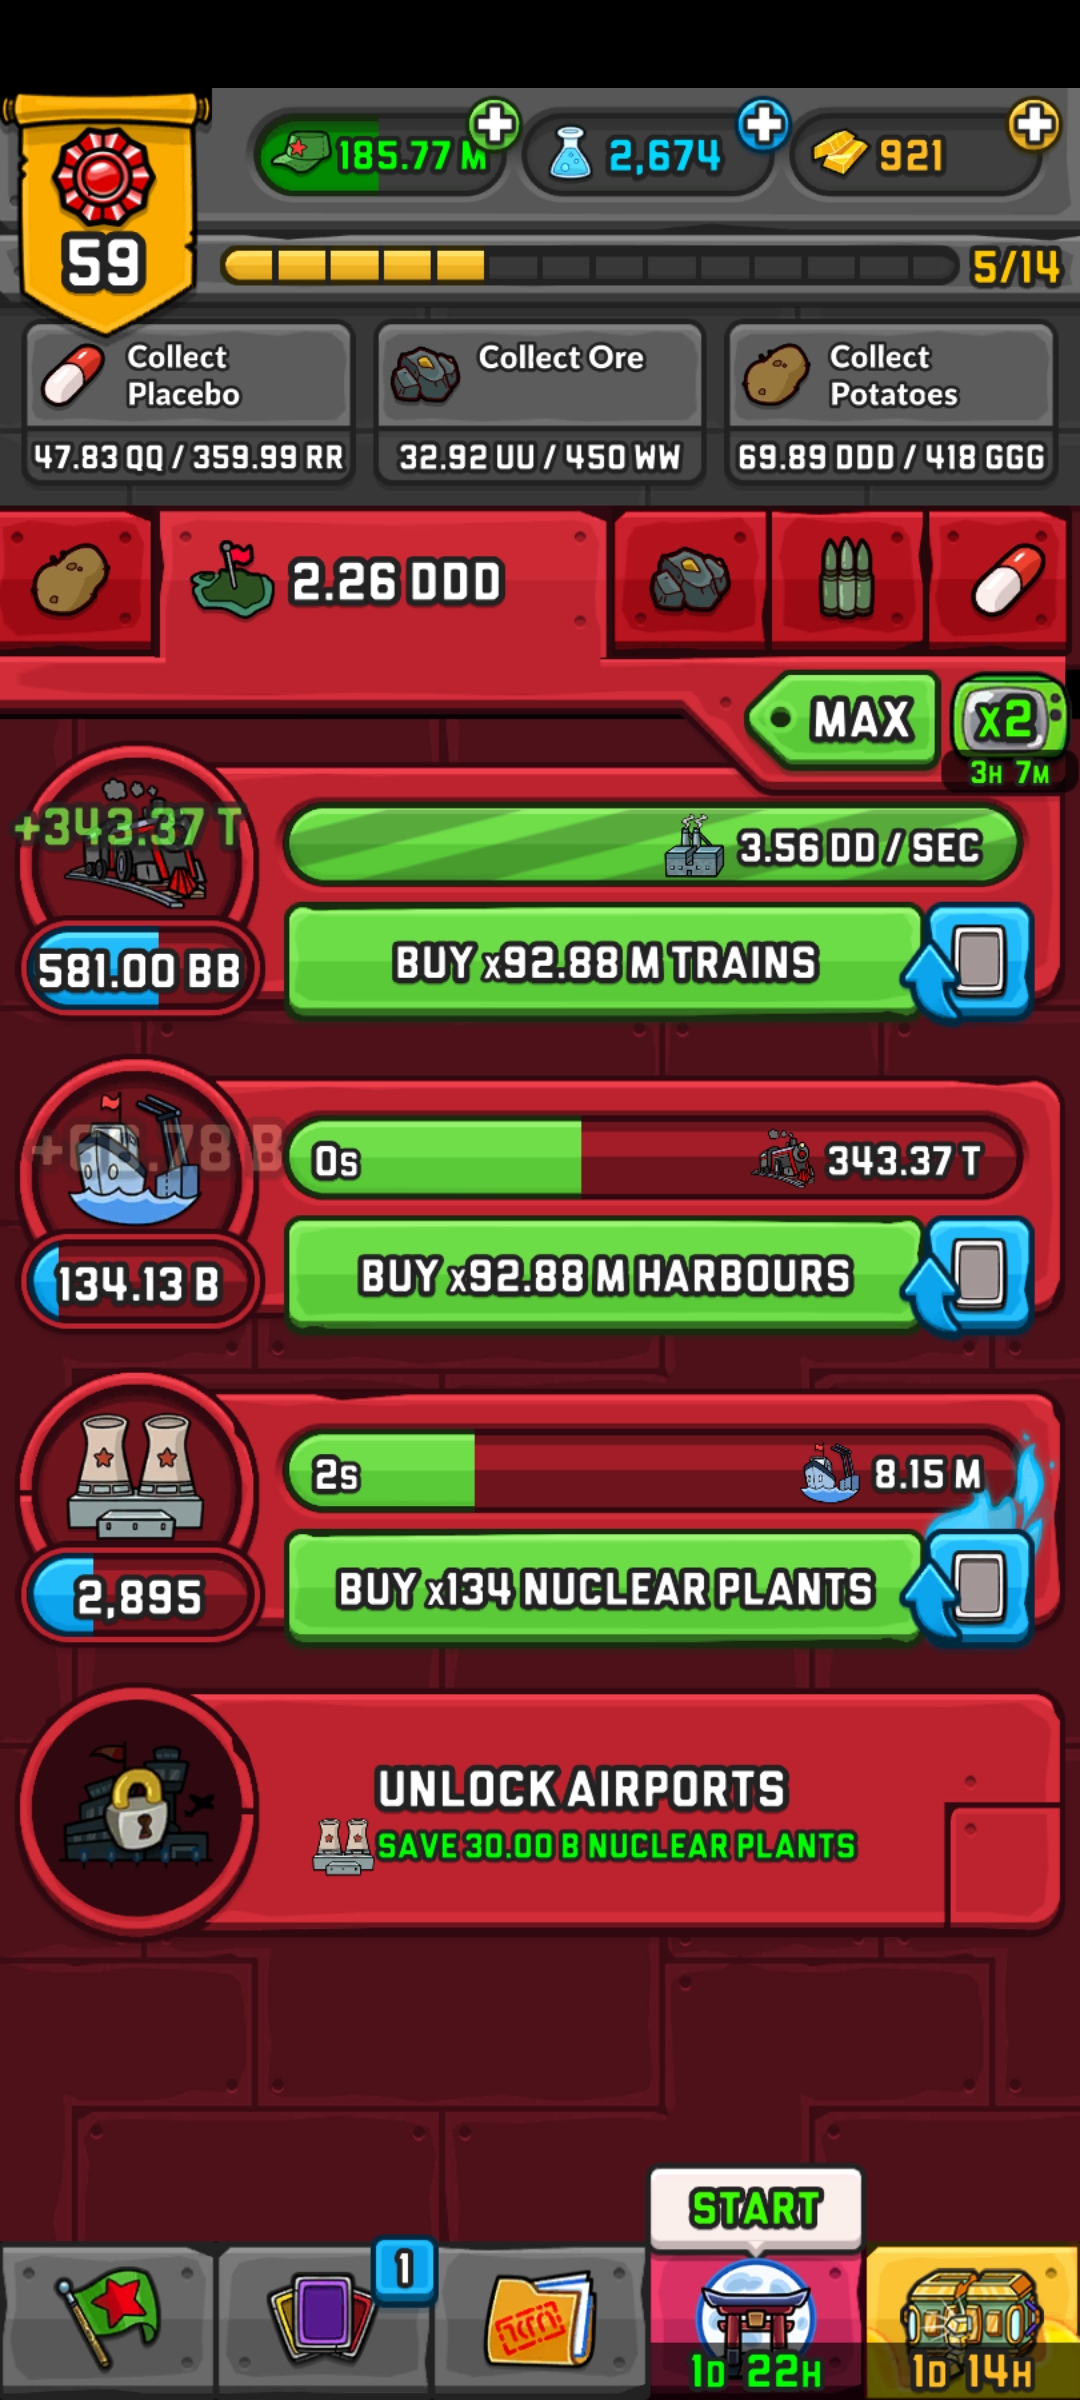 59
185.77 M
2,674
921
5/14
Collect
Placebo
47.83 QQ / 359.99 RR
Collect Ore
32.92 UU / 450 WW
Collect
Potatoes
69.89 DDD / 418 GGG
2.26 DDD
MAX
x2
3H 7M
+343.37 T
3.56 DD / SEC
581.00 BB
BUY x92.88 M TRAINS
0s
343.37 T
134.13 B
BUY x92.88 M HARBOURS
2s
8.15 M
2,895
BUY x134 NUCLEAR PLANTS
UNLOCK AIRPORTS
SAVE 30.00 B NUCLEAR PLANTS
START
1
1D 22H
1D 14H